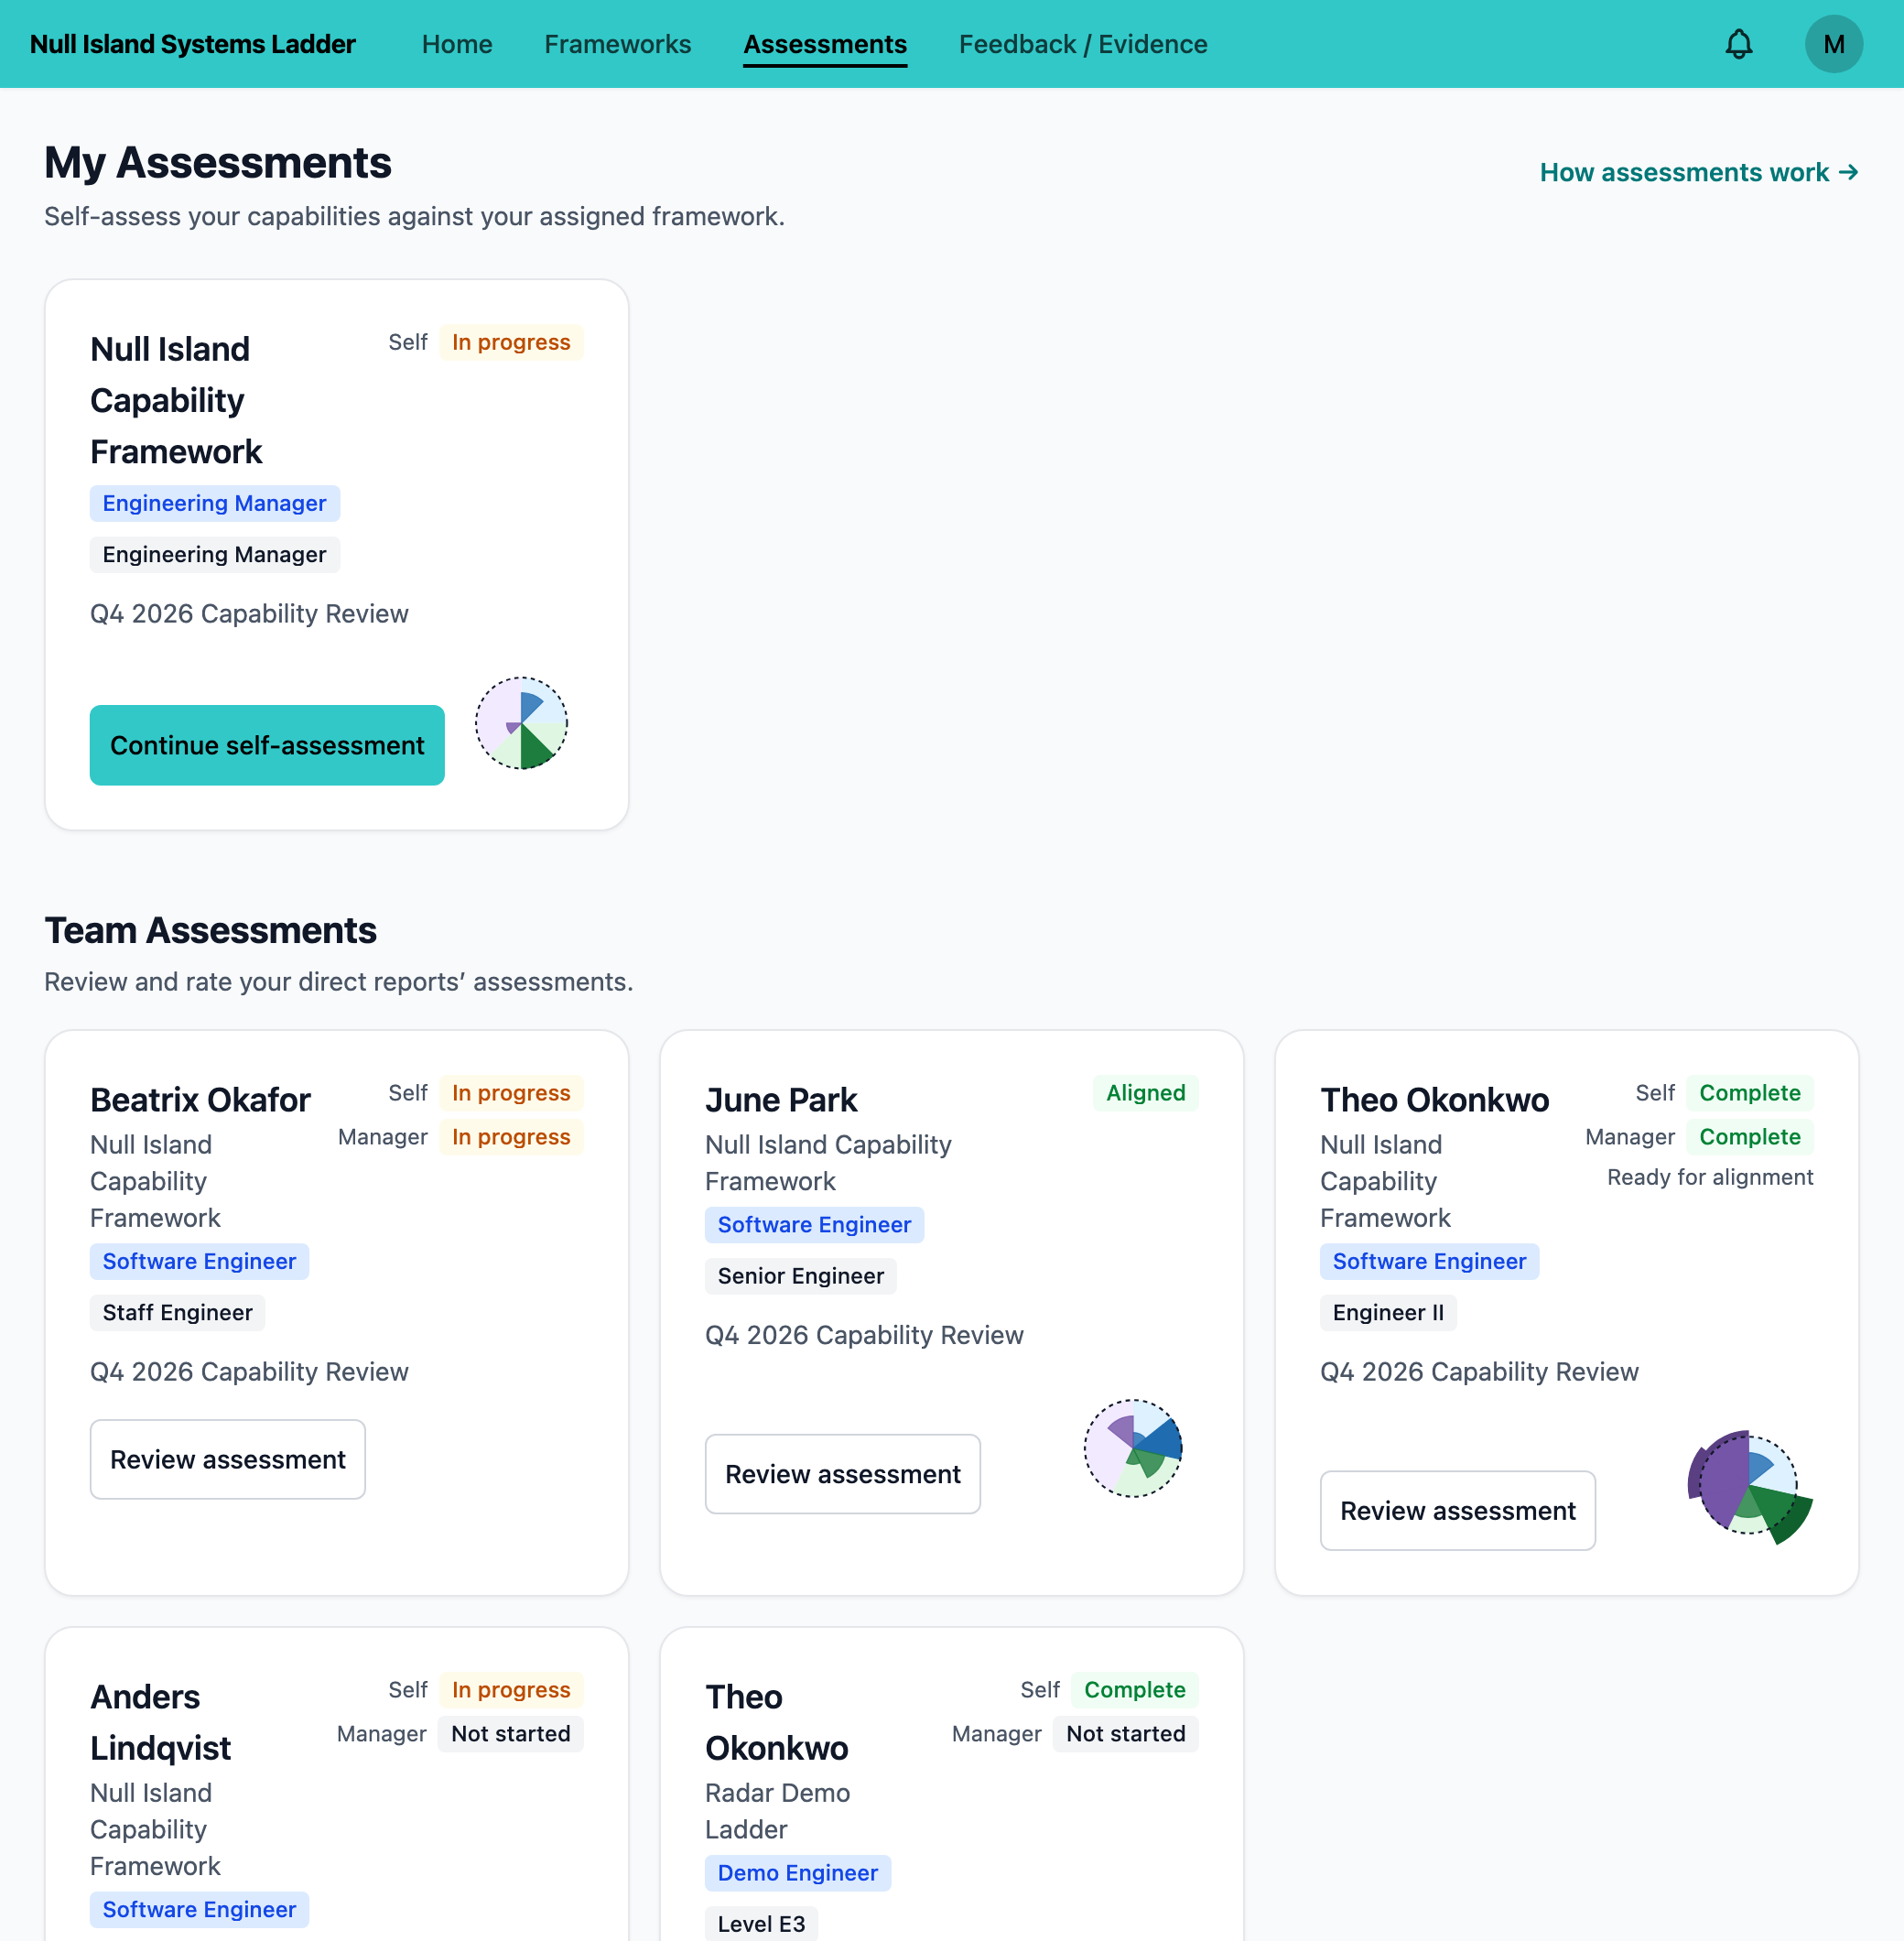 Null Island Systems Ladder
Home
Frameworks
Assessments
Feedback / Evidence
M
My Assessments
How assessments work →
Self-assess your capabilities against your assigned framework.
Null Island
Capability
Framework
Self In progress
Engineering Manager
Engineering Manager
Q4 2026 Capability Review
Continue self-assessment
Team Assessments
Review and rate your direct reports’ assessments.
Beatrix Okafor
Self In progress
Manager In progress
Null Island
Capability
Framework
Software Engineer
Staff Engineer
Q4 2026 Capability Review
Review assessment
June Park
Aligned
Null Island Capability
Framework
Software Engineer
Senior Engineer
Q4 2026 Capability Review
Review assessment
Theo Okonkwo
Self Complete
Manager Complete
Ready for alignment
Null Island
Capability
Framework
Software Engineer
Engineer II
Q4 2026 Capability Review
Review assessment
Anders
Lindqvist
Self In progress
Manager Not started
Null Island
Capability
Framework
Software Engineer
Theo
Okonkwo
Self Complete
Manager Not started
Radar Demo
Ladder
Demo Engineer
Level E3